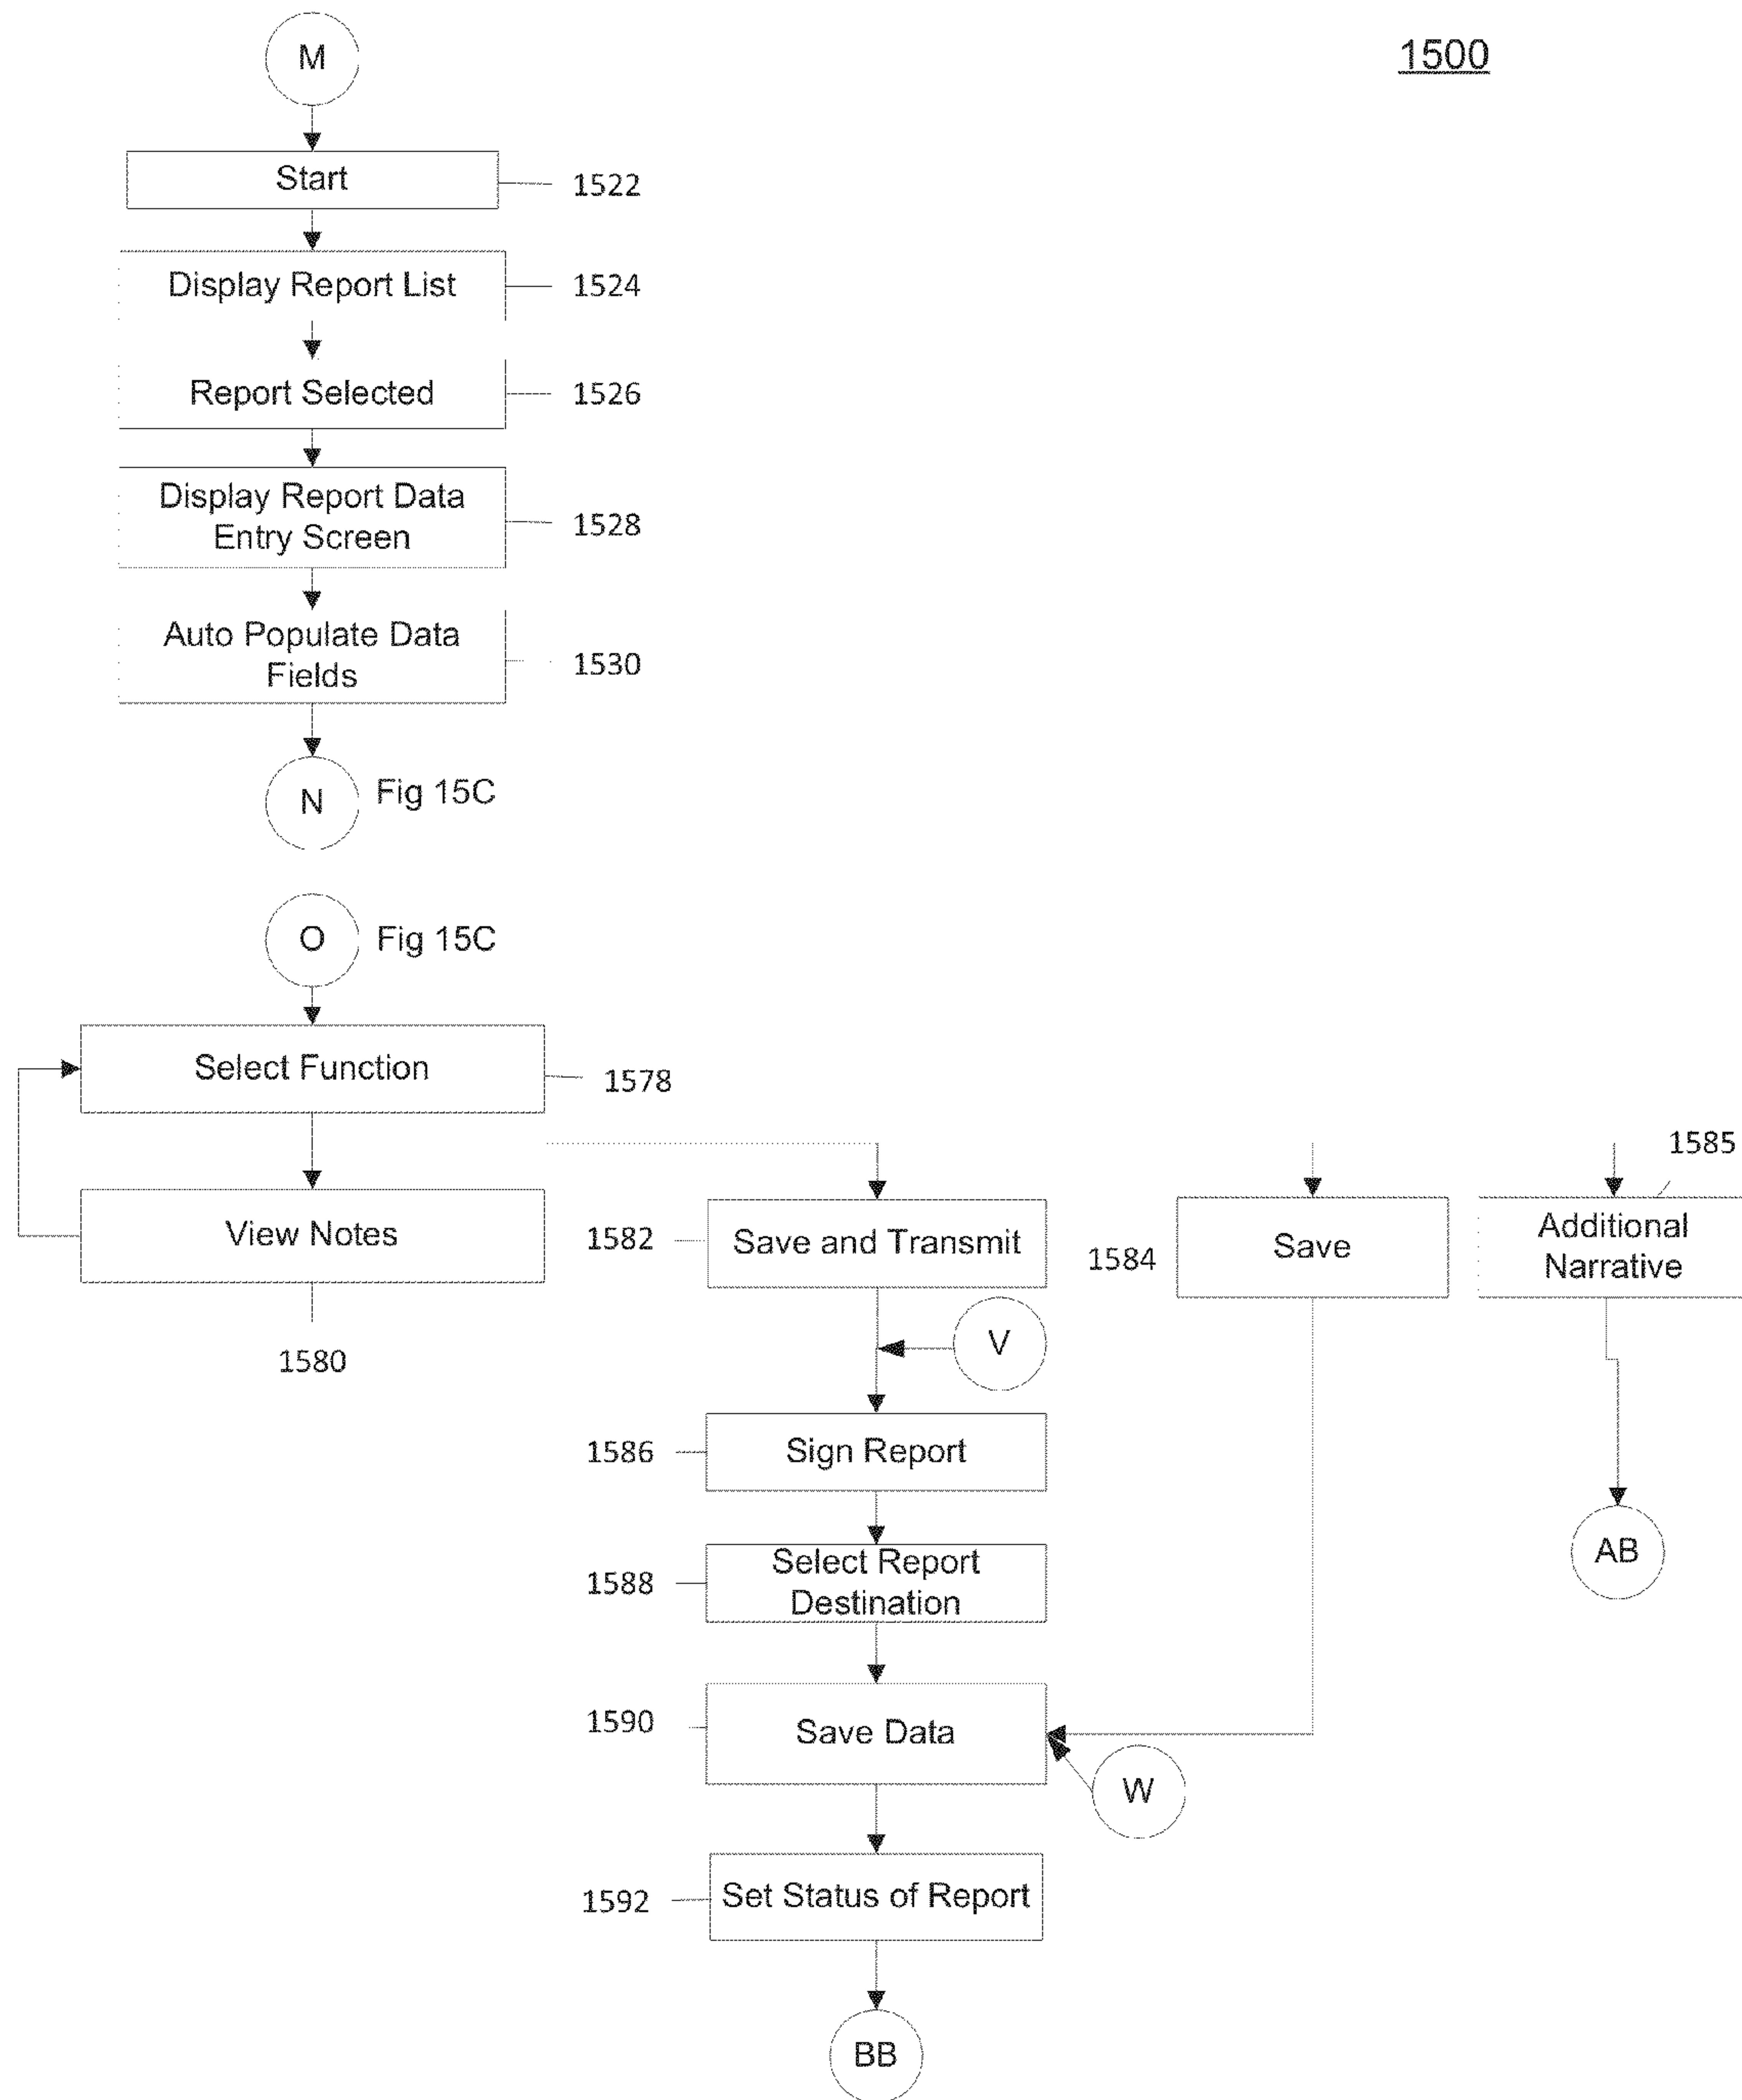 M
1500
Start
1522
Display Report List
1524
Report Selected
1526
Display Report Data
Entry Screen
1528
Auto Populate Data
Fields
1530
N
Fig 15C
O
Fig 15C
Select Function
1578
View Notes
1580
1582
Save and Transmit
1584
Save
1585
Additional
Narrative
V
1586
Sign Report
1588
Select Report
Destination
AB
1590
Save Data
W
1592
Set Status of Report
BB